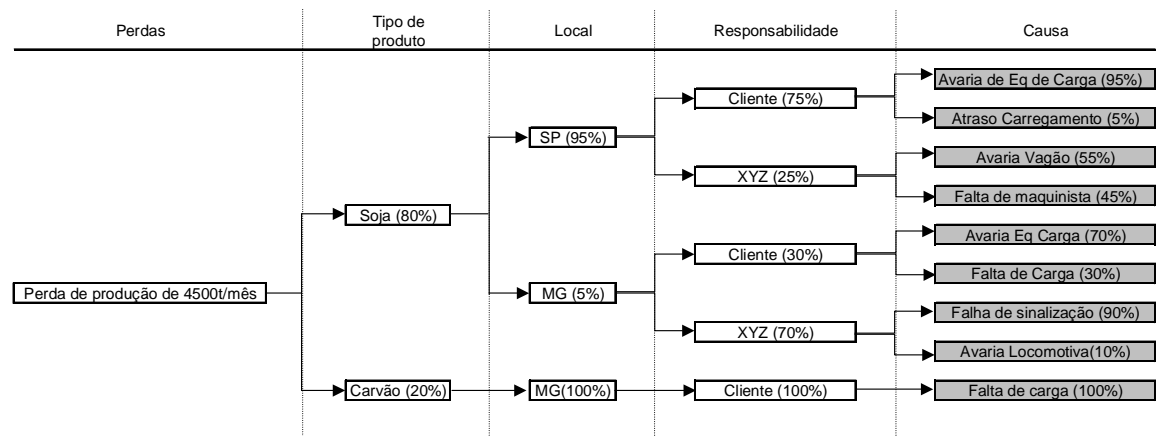 Perdas
Tipo de
produto
Local
Responsabilidade
Causa
Perda de produção de 4500t/mês
Soja (80%)
Carvão (20%)
SP (95%)
MG (5%)
MG(100%)
Cliente (75%)
XYZ (25%)
Cliente (30%)
XYZ (70%)
Cliente (100%)
Avaria de Eq de Carga (95%)
Atraso Carregamento (5%)
Avaria Vagão (55%)
Falta de maquinista (45%)
Avaria Eq Carga (70%)
Falta de Carga (30%)
Falha de sinalização (90%)
Avaria Locomotiva(10%)
Falta de carga (100%)